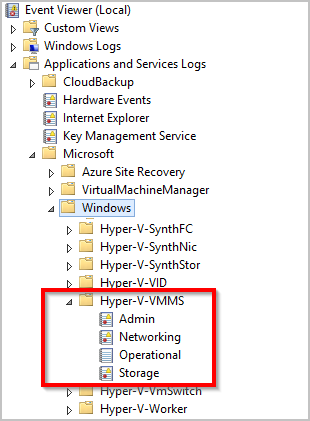 Event Viewer (Local)
Custom Views
Windows Logs
Applications and Services Logs
CloudBackup
Hardware Events
Internet Explorer
Key Management Service
Microsoft
Azure Site Recovery
VirtualMachineManager
Windows
Hyper-V-SynthFC
Hyper-V-SynthNic
Hyper-V-SynthStor
Hyper-V-VID
Hyper-V-VMMS
Admin
Networking
Operational
Storage
Hyper-V-VmSwitch
Hyper-V-Worker